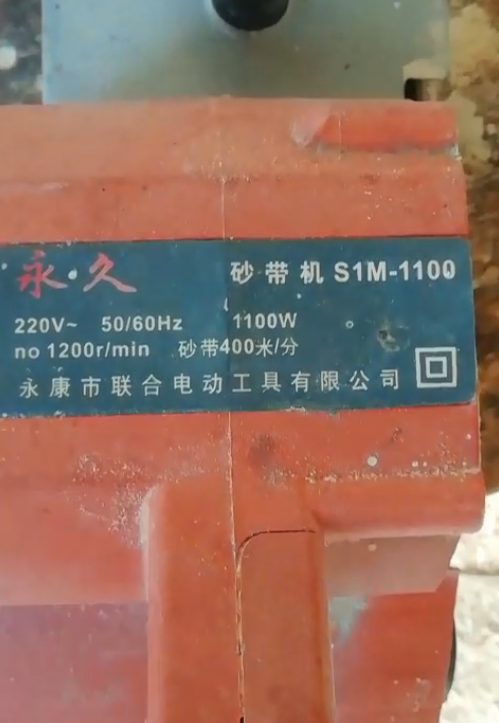 永·久 砂带机 S1M-1100
220V~ 50/60Hz 1100W
no 1200r/min 砂带400米/分
永康市联合电动工具有限公司